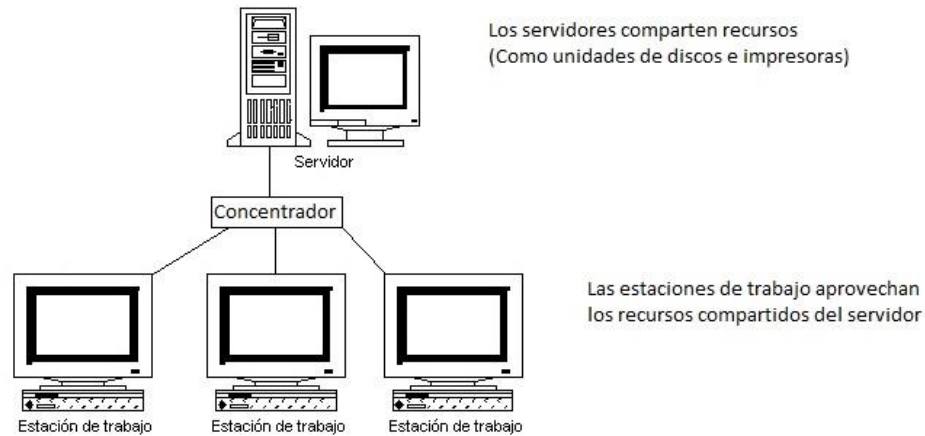 Los servidores comparten recursos
(Como unidades de discos e impresoras)
Servidor
Concentrador
Las estaciones de trabajo aprovechan
los recursos compartidos del servidor
Estación de trabajo
Estación de trabajo
Estación de trabajo